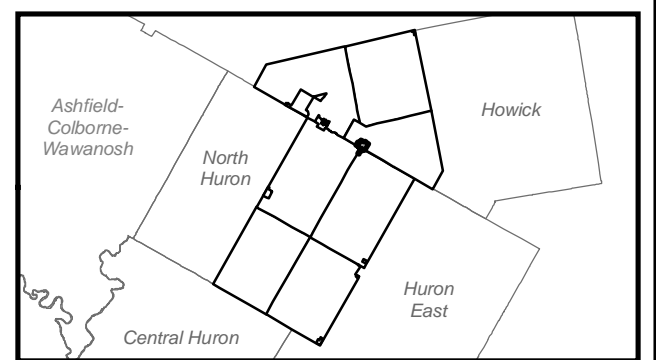 Ashfield-
Colborne-
Wawanosh
North
Huron
Howick
Huron
East
Central Huron